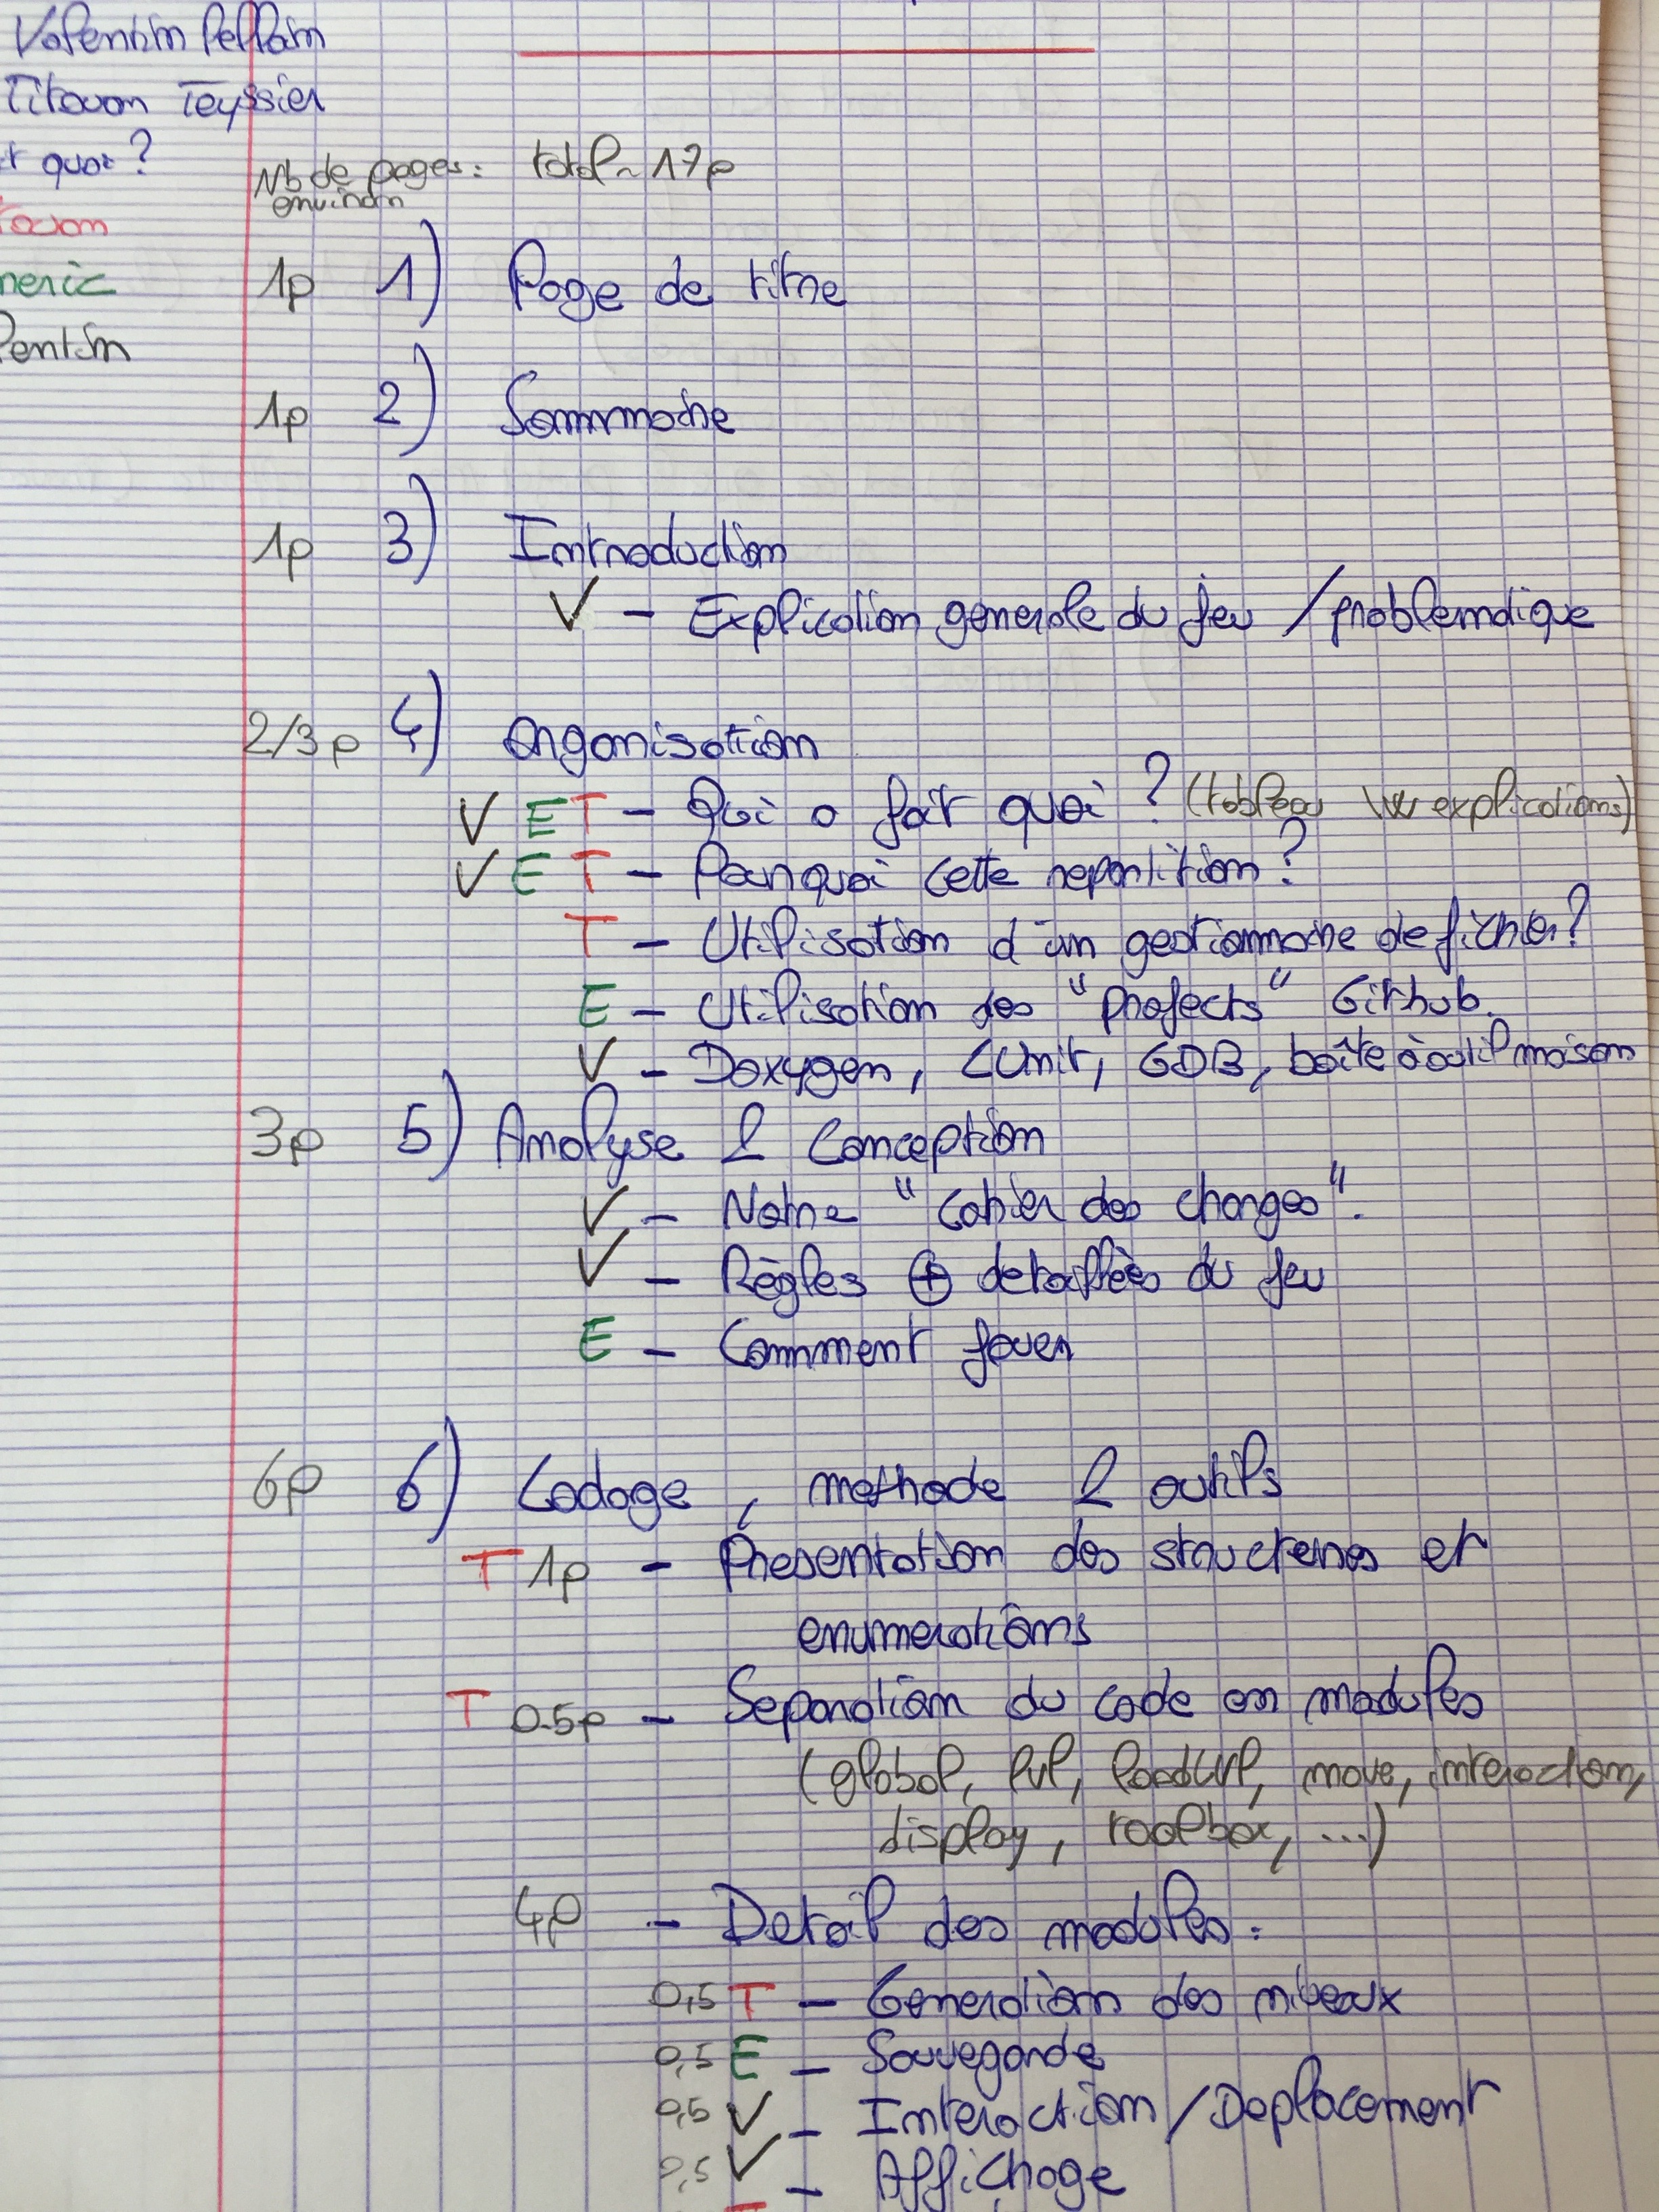 Valentin Pellan
Titouan Teyssier
t quoi ?
Nb de pages : total ~ 17p
environ
touan
meric
lentin
1p 1) Page de titre
1p 2) Sommaire
1p 3) Introduction
V - Explication generale du jeu / problematique
2/3p 4) Organisation
V E T - Qui a fait quoi ? (tableau explications)
V E T - Pourquoi cette repartition ?
T - Utilisation d'un gestionnaire de fichier ?
E - Utilisation des "projects" Github.
V - Doxygen, CUnit, GDB, boîte à outil maison
3p 5) Analyse & Conception
V - Notre "cahier des charges".
V - Règles ⊕ detaillées du jeu
E - Comment jouer
6p 6) Codage, methode & outils
T 1p - Presentation des structures et
enumerations
T 0.5p - Separation du code en modules
(global, lvl, loadLvl, move, interaction,
display, toolbox, ...)
4p - Detail des modules :
0,5 T - Generation des niveaux
0,5 E - Sauvegarde
0,5 V - Interaction / Deplacement
0,5 V - Affichage